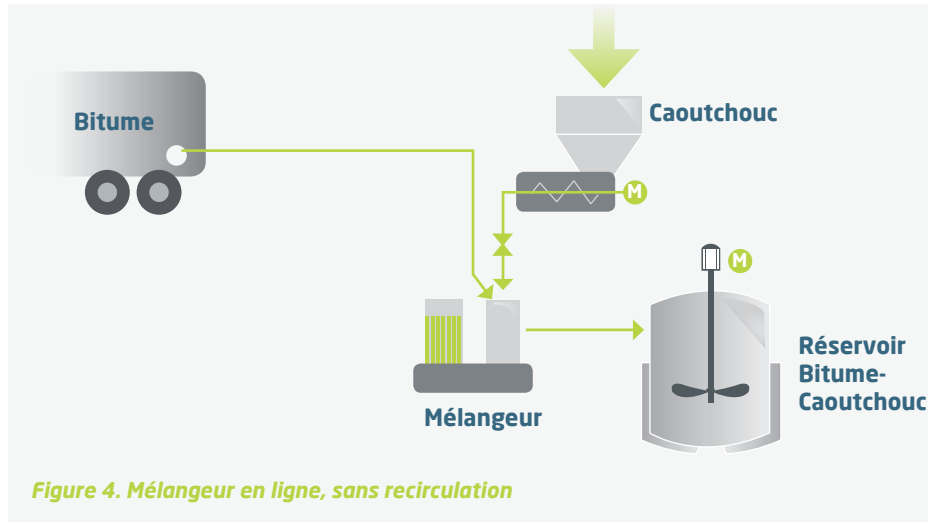 Bitume
Caoutchouc
M
M
Réservoir
Bitume-
Caoutchouc
Mélangeur
Figure 4. Mélangeur en ligne, sans recirculation